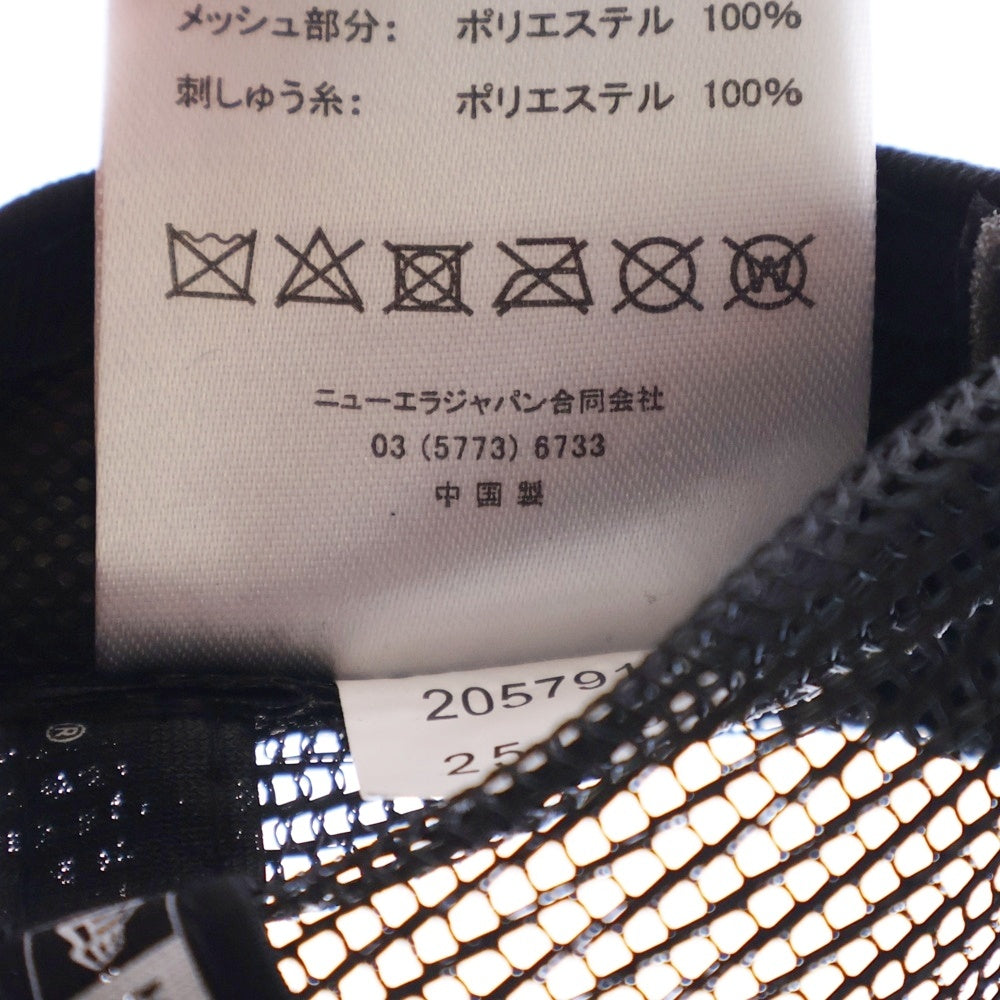 メッシュ部分: ポリエステル 100%
刺しゅう糸: ポリエステル 100%
W
ニューエラジャパン合同会社
03 (5773) 6733
中国製
205791
25
®